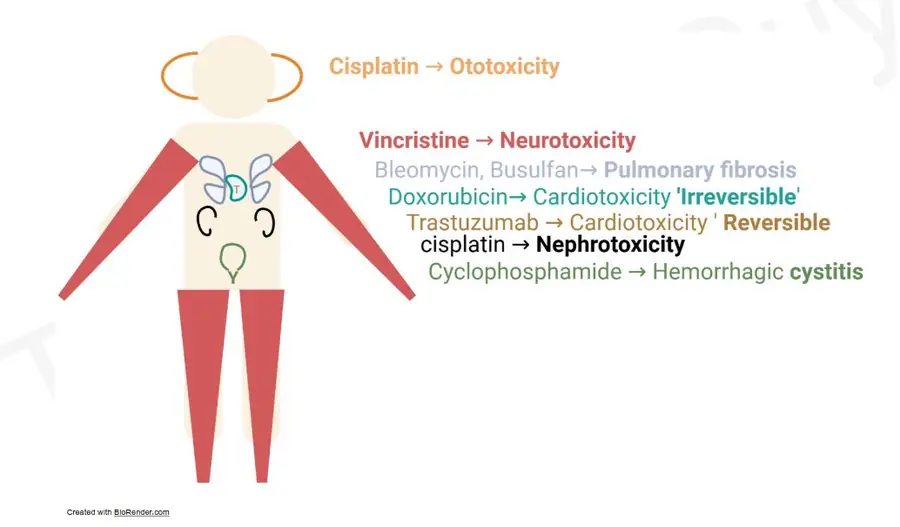 Cisplatin → Ototoxicity
Vincristine → Neurotoxicity
Bleomycin, Busulfan→ Pulmonary fibrosis
Doxorubicin→ Cardiotoxicity 'Irreversible'
T
Trastuzumab → Cardiotoxicity ' Reversible
cisplatin → Nephrotoxicity
Cyclophosphamide → Hemorrhagic cystitis
Created with BioRender.com